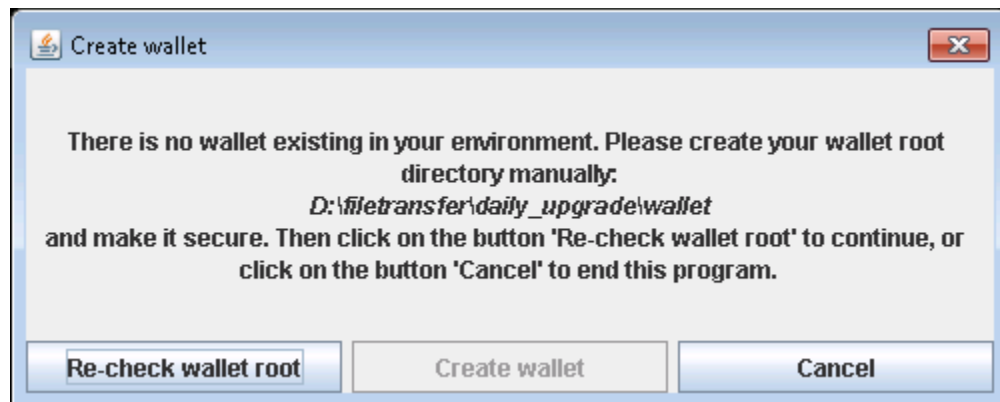 Create wallet
There is no wallet existing in your environment. Please create your wallet root
directory manually:
D:\filetransfer\daily_upgrade\wallet
and make it secure. Then click on the button 'Re-check wallet root' to continue, or
click on the button 'Cancel' to end this program.
Re-check wallet root Create wallet Cancel